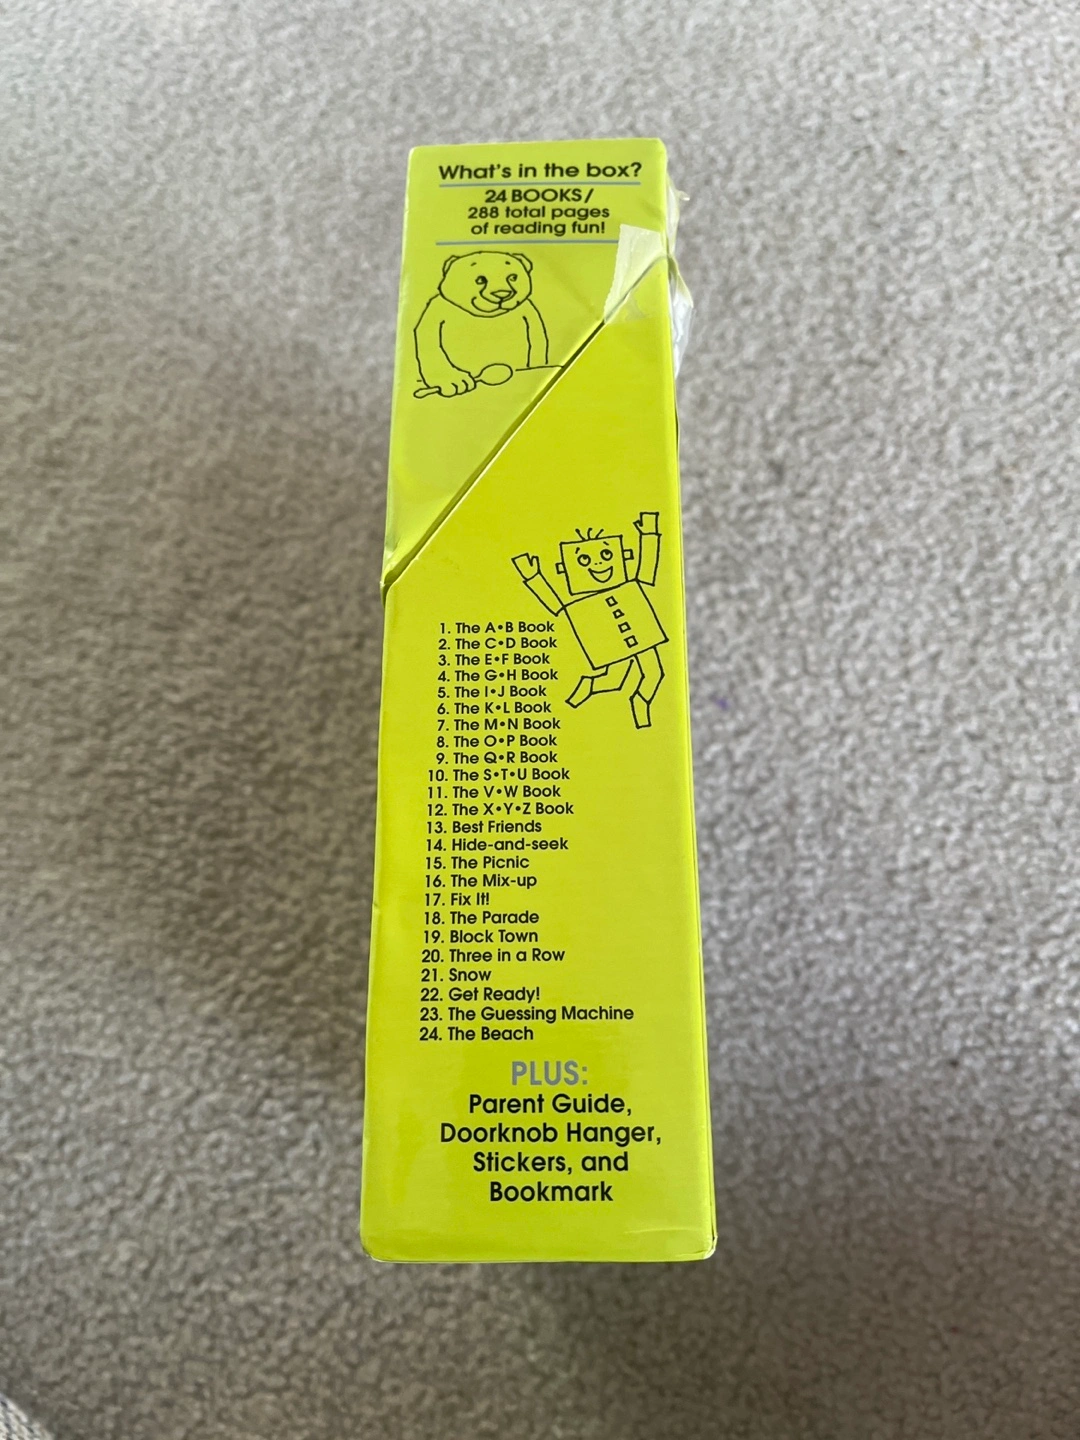 What's in the box?
24 BOOKS/
288 total pages
of reading fun!
1. The A•B Book
2. The C•D Book
3. The E•F Book
4. The G•H Book
5. The I•J Book
6. The K•L Book
7. The M•N Book
8. The O•P Book
9. The Q•R Book
10. The S•T•U Book
11. The V•W Book
12. The X•Y•Z Book
13. Best Friends
14. Hide-and-seek
15. The Picnic
16. The Mix-up
17. Fix It!
18. The Parade
19. Block Town
20. Three in a Row
21. Snow
22. Get Ready!
23. The Guessing Machine
24. The Beach
PLUS:
Parent Guide,
Doorknob Hanger,
Stickers, and
Bookmark